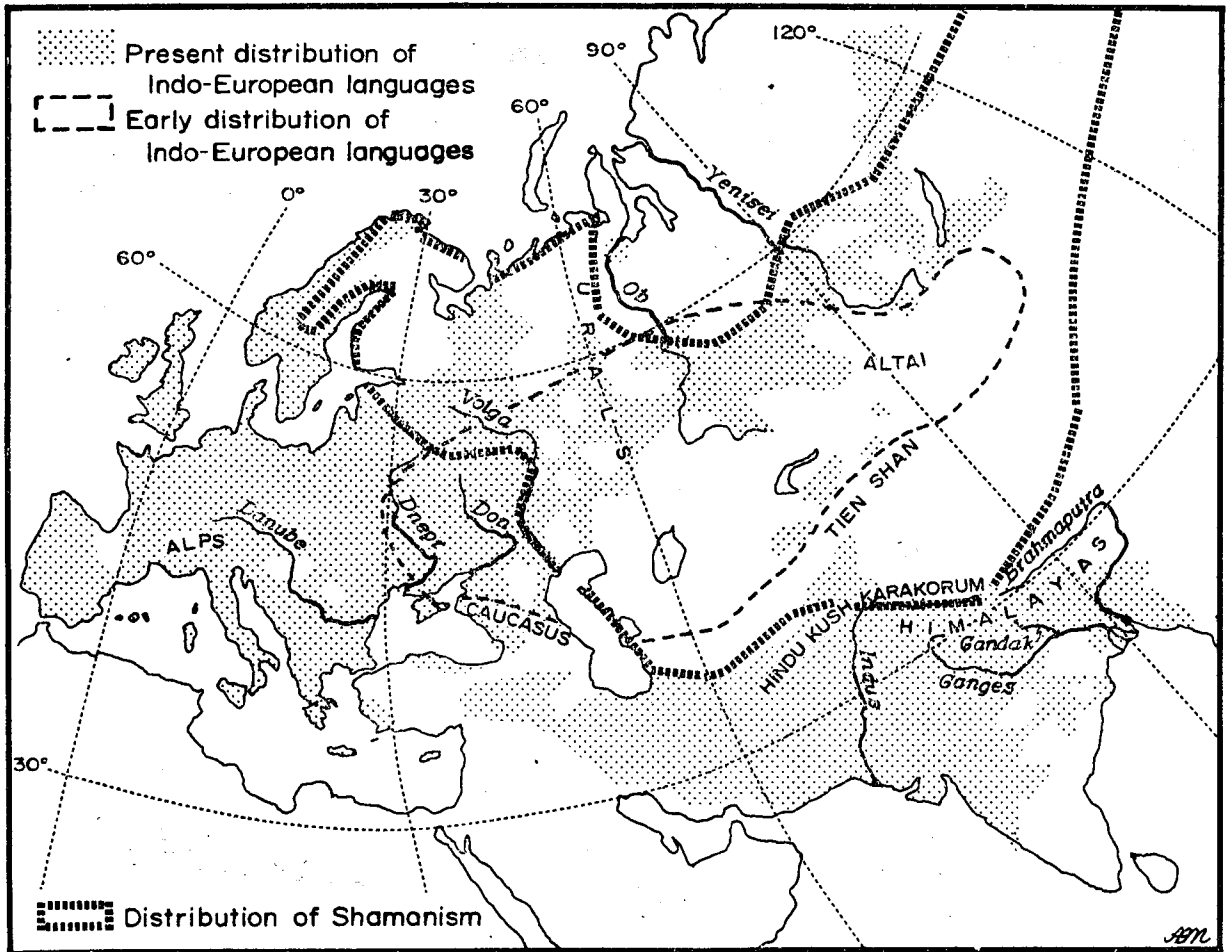 Present distribution of
Indo-European languages
Early distribution of
Indo-European languages
120°
90°
60°
0°
30°
60°
Yenisei
Ob
URALS
ALTAI
Volga
Dnepr
Don
Danube
ALPS
TIEN SHAN
Brahmaputra
CAUCASUS
KARAKORUM
HIMALAYAS
HINDU KUSH
Gandak
Indus
Ganges
30°
Distribution of Shamanism